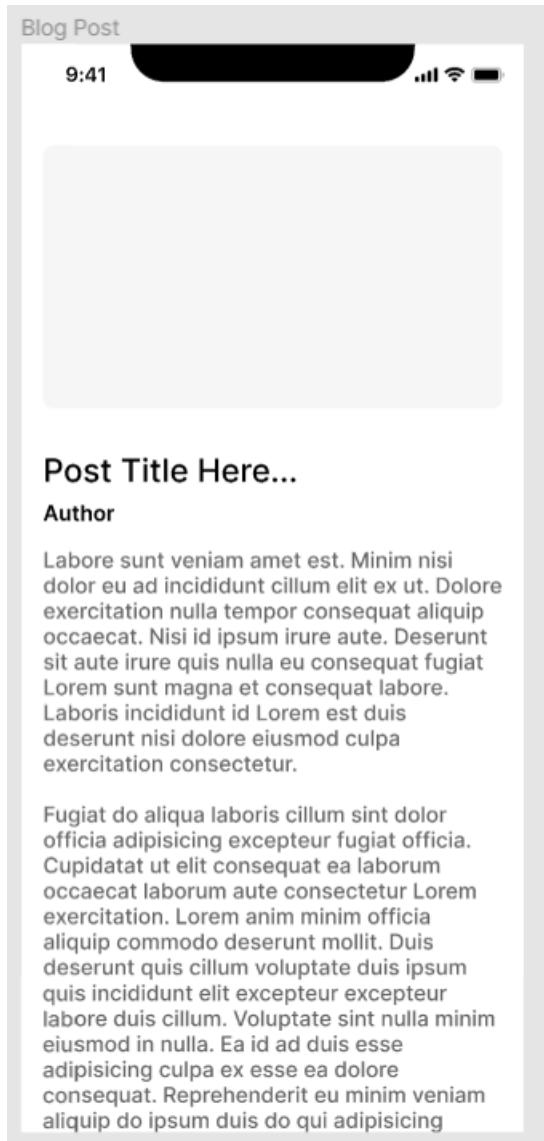 Blog Post
9:41
Post Title Here...
Author
Labore sunt veniam amet est. Minim nisi
dolor eu ad incididunt cillum elit ex ut. Dolore
exercitation nulla tempor consequat aliquip
occaecat. Nisi id ipsum irure aute. Deserunt
sit aute irure quis nulla eu consequat fugiat
Lorem sunt magna et consequat labore.
Laboris incididunt id Lorem est duis
deserunt nisi dolore eiusmod culpa
exercitation consectetur.
Fugiat do aliqua laboris cillum sint dolor
officia adipisicing excepteur fugiat officia.
Cupidatat ut elit consequat ea laborum
occaecat laborum aute consectetur Lorem
exercitation. Lorem anim minim officia
aliquip commodo deserunt mollit. Duis
deserunt quis cillum voluptate duis ipsum
quis incididunt elit excepteur excepteur
labore duis cillum. Voluptate sint nulla minim
eiusmod in nulla. Ea id ad duis esse
adipisicing culpa ex esse ea dolore
consequat. Reprehenderit eu minim veniam
aliquip do ipsum duis do qui adipisicing